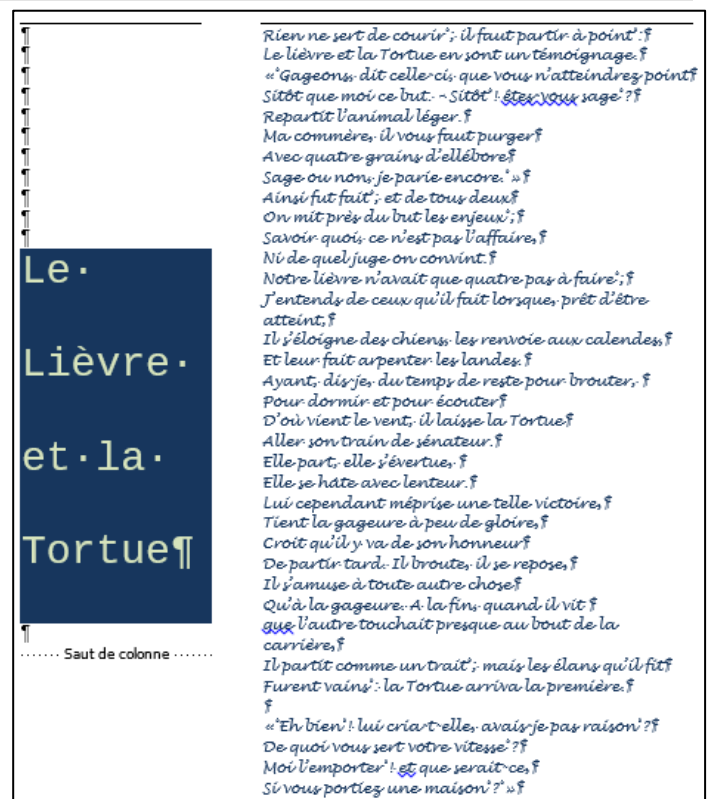 Le
Lièvre
et la
Tortue¶
¶
Saut de colonne
Rien ne sert de courir ; il faut partir à point :¶
Le lièvre et la Tortue en sont un témoignage.¶
« Gageons, dit celle-ci, que vous n'atteindrez point¶
Sitôt que moi ce but. - Sitôt ! êtes-vous sage ?¶
Repartit l'animal léger.¶
Ma commère, il vous faut purger¶
Avec quatre grains d'ellébore¶
Sage ou non, je parie encore. »¶
Ainsi fut fait ; et de tous deux¶
On mit près du but les enjeux ;¶
Savoir quoi, ce n'est pas l'affaire,¶
Ni de quel juge on convint.¶
Notre lièvre n'avait que quatre pas à faire ;¶
J'entends de ceux qu'il fait lorsque, prêt d'être
atteint,¶
Il s'éloigne des chiens, les renvoie aux calendes,¶
Et leur fait arpenter les landes.¶
Ayant, dis-je, du temps de reste pour brouter, ¶
Pour dormir et pour écouter¶
D'où vient le vent, il laisse la Tortue¶
Aller son train de sénateur.¶
Elle part, elle s'évertue, ¶
Elle se hâte avec lenteur.¶
Lui cependant méprise une telle victoire,¶
Tient la gageure à peu de gloire,¶
Croit qu'il y va de son honneur¶
De partir tard. Il broute, il se repose,¶
Il s'amuse à toute autre chose¶
Qu'à la gageure. A la fin, quand il vit ¶
que l'autre touchait presque au bout de la
carrière,¶
Il partit comme un trait ; mais les élans qu'il fit¶
Furent vains : la Tortue arriva la première.¶
¶
« Eh bien ! lui cria-t-elle, avais-je pas raison ?¶
De quoi vous sert votre vitesse ?¶
Moi l'emporter ! et que serait-ce,¶
Si vous portiez une maison ? »¶